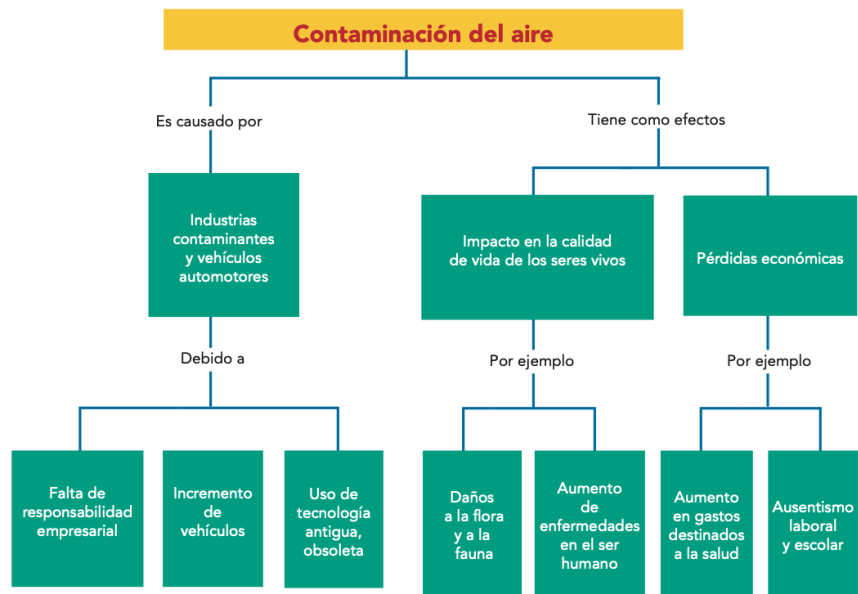 Contaminación del aire
Es causado por
Tiene como efectos
Industrias
contaminantes
y vehículos
automotores
Impacto en la calidad
de vida de los seres vivos
Pérdidas económicas
Debido a
Por ejemplo
Por ejemplo
Falta de
responsabilidad
empresarial
Incremento
de
vehículos
Uso de
tecnología
antigua,
obsoleta
Daños
a la flora
y a la
fauna
Aumento
de
enfermedades
en el ser
humano
Aumento
en gastos
destinados
a la salud
Ausentismo
laboral
y escolar